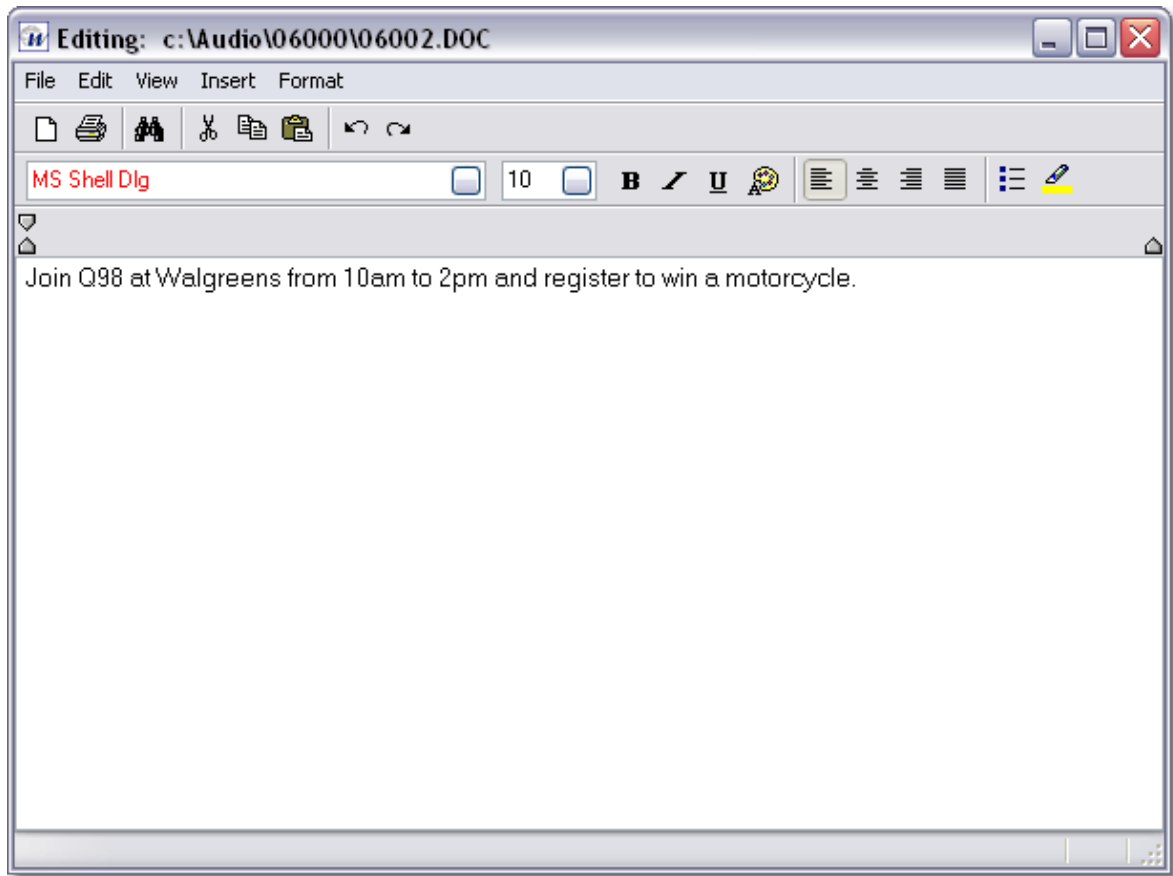 Editing: c:\Audio\06000\06002.DOC
File Edit View Insert Format
MS Shell Dlg 10 B I U
Join Q98 at Walgreens from 10am to 2pm and register to win a motorcycle.